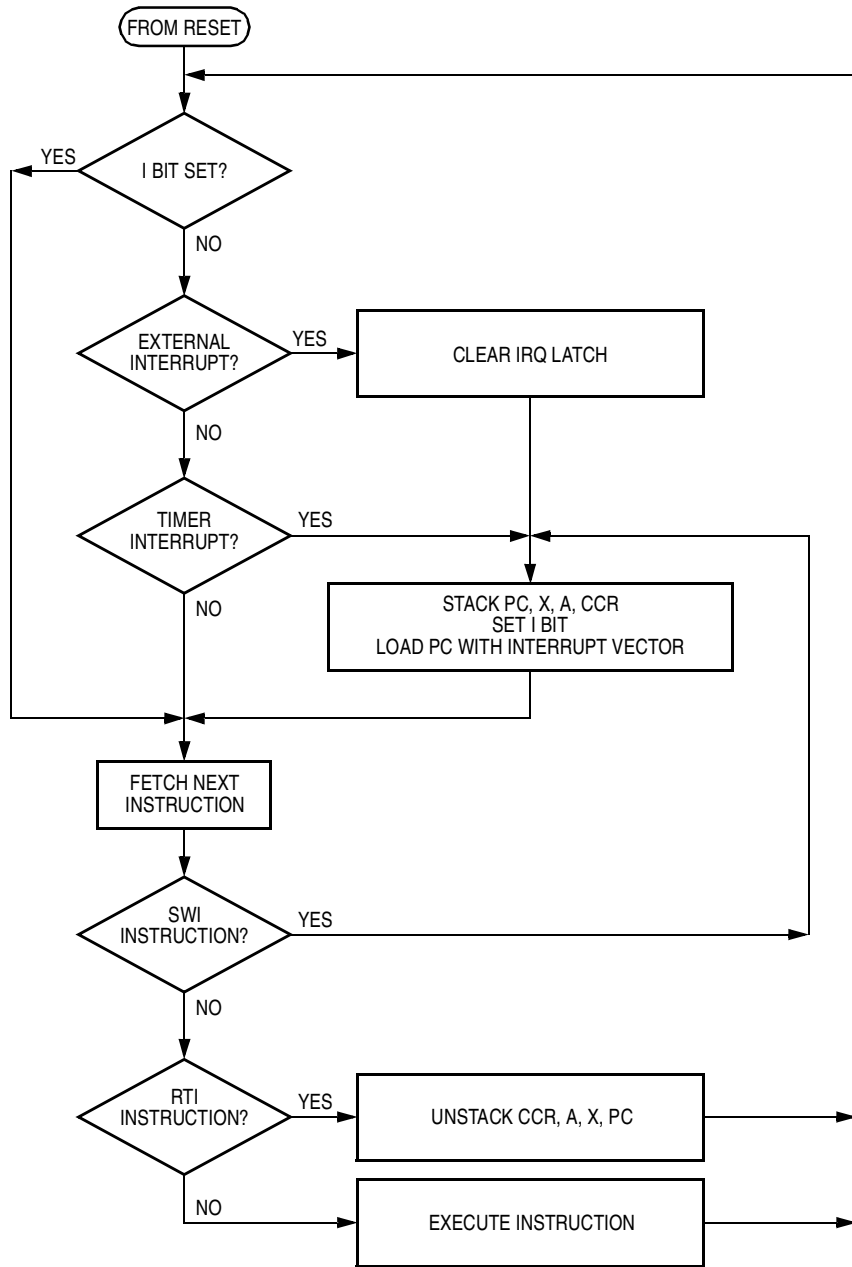 FROM RESET
YES
I BIT SET?
NO
EXTERNAL
INTERRUPT?
YES
CLEAR IRQ LATCH
NO
TIMER
INTERRUPT?
YES
NO
STACK PC, X, A, CCR
SET I BIT
LOAD PC WITH INTERRUPT VECTOR
FETCH NEXT
INSTRUCTION
SWI
INSTRUCTION?
YES
NO
RTI
INSTRUCTION?
YES
UNSTACK CCR, A, X, PC
NO
EXECUTE INSTRUCTION